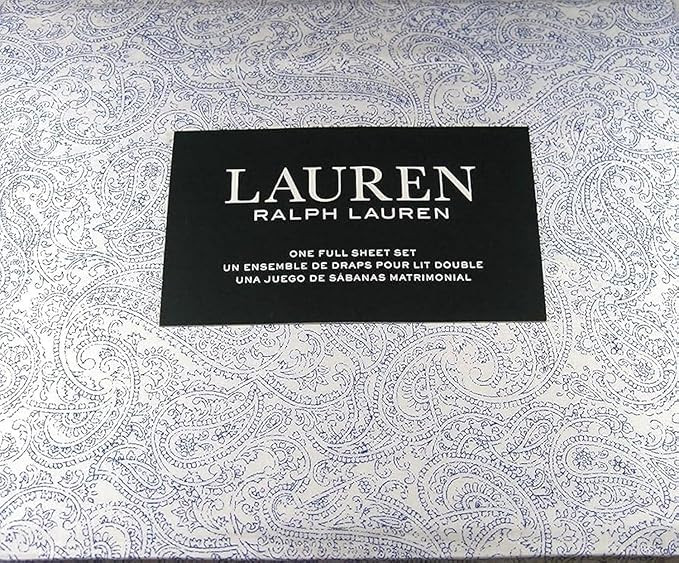 LAUREN
RALPH LAUREN
ONE FULL SHEET SET
UN ENSEMBLE DE DRAPS POUR LIT DOUBLE
UNA JUEGO DE SÁBANAS MATRIMONIAL